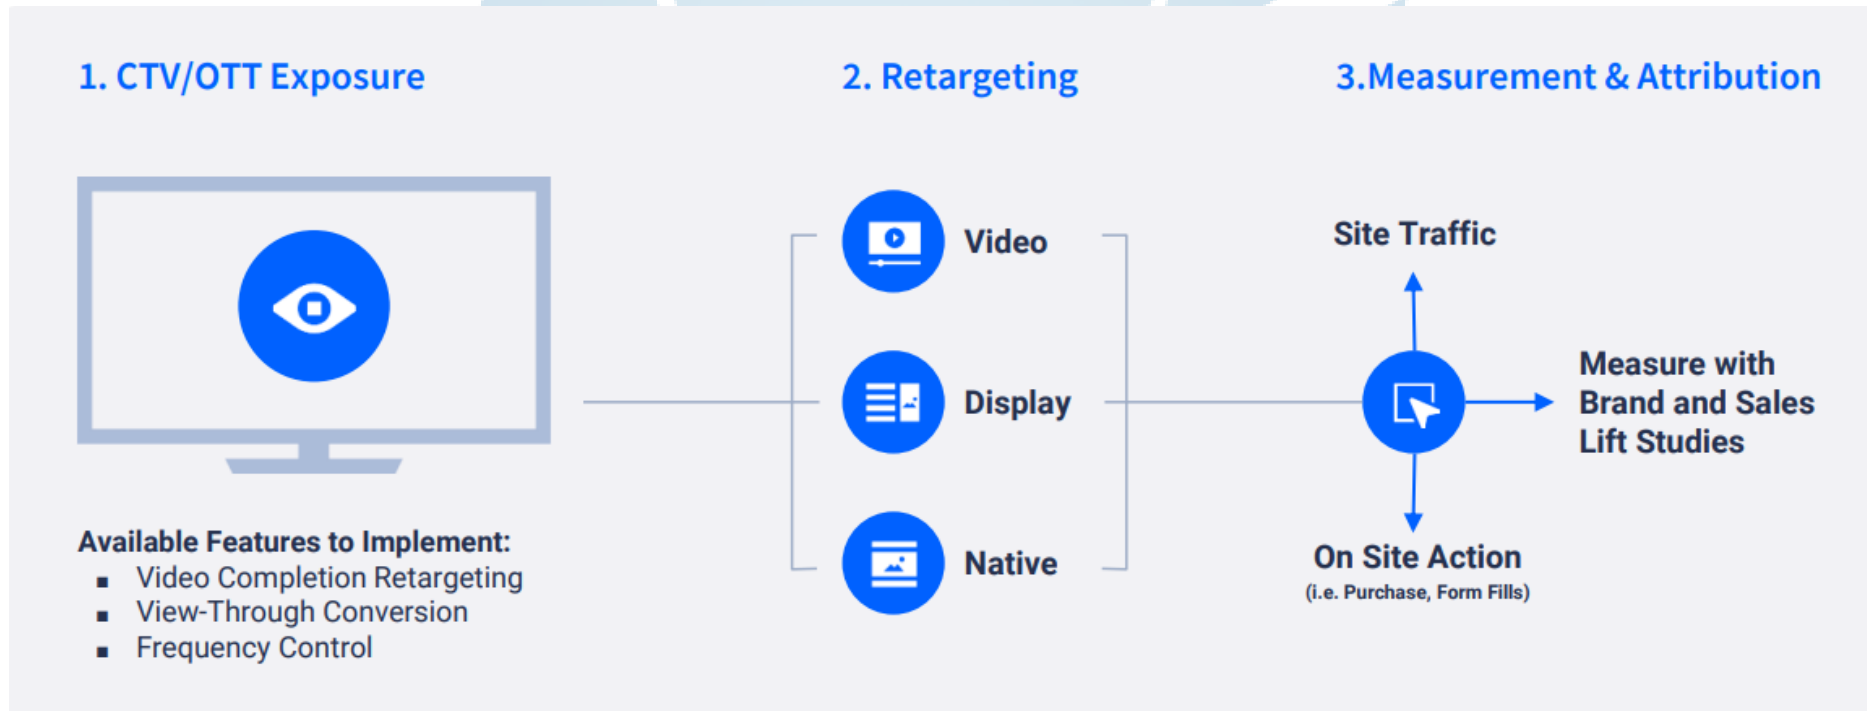 1. CTV/OTT Exposure
2. Retargeting
3.Measurement & Attribution
Available Features to Implement:
▪ Video Completion Retargeting
▪ View-Through Conversion
▪ Frequency Control
Video
Display
Native
Site Traffic
Measure with
Brand and Sales
Lift Studies
On Site Action
(i.e. Purchase, Form Fills)